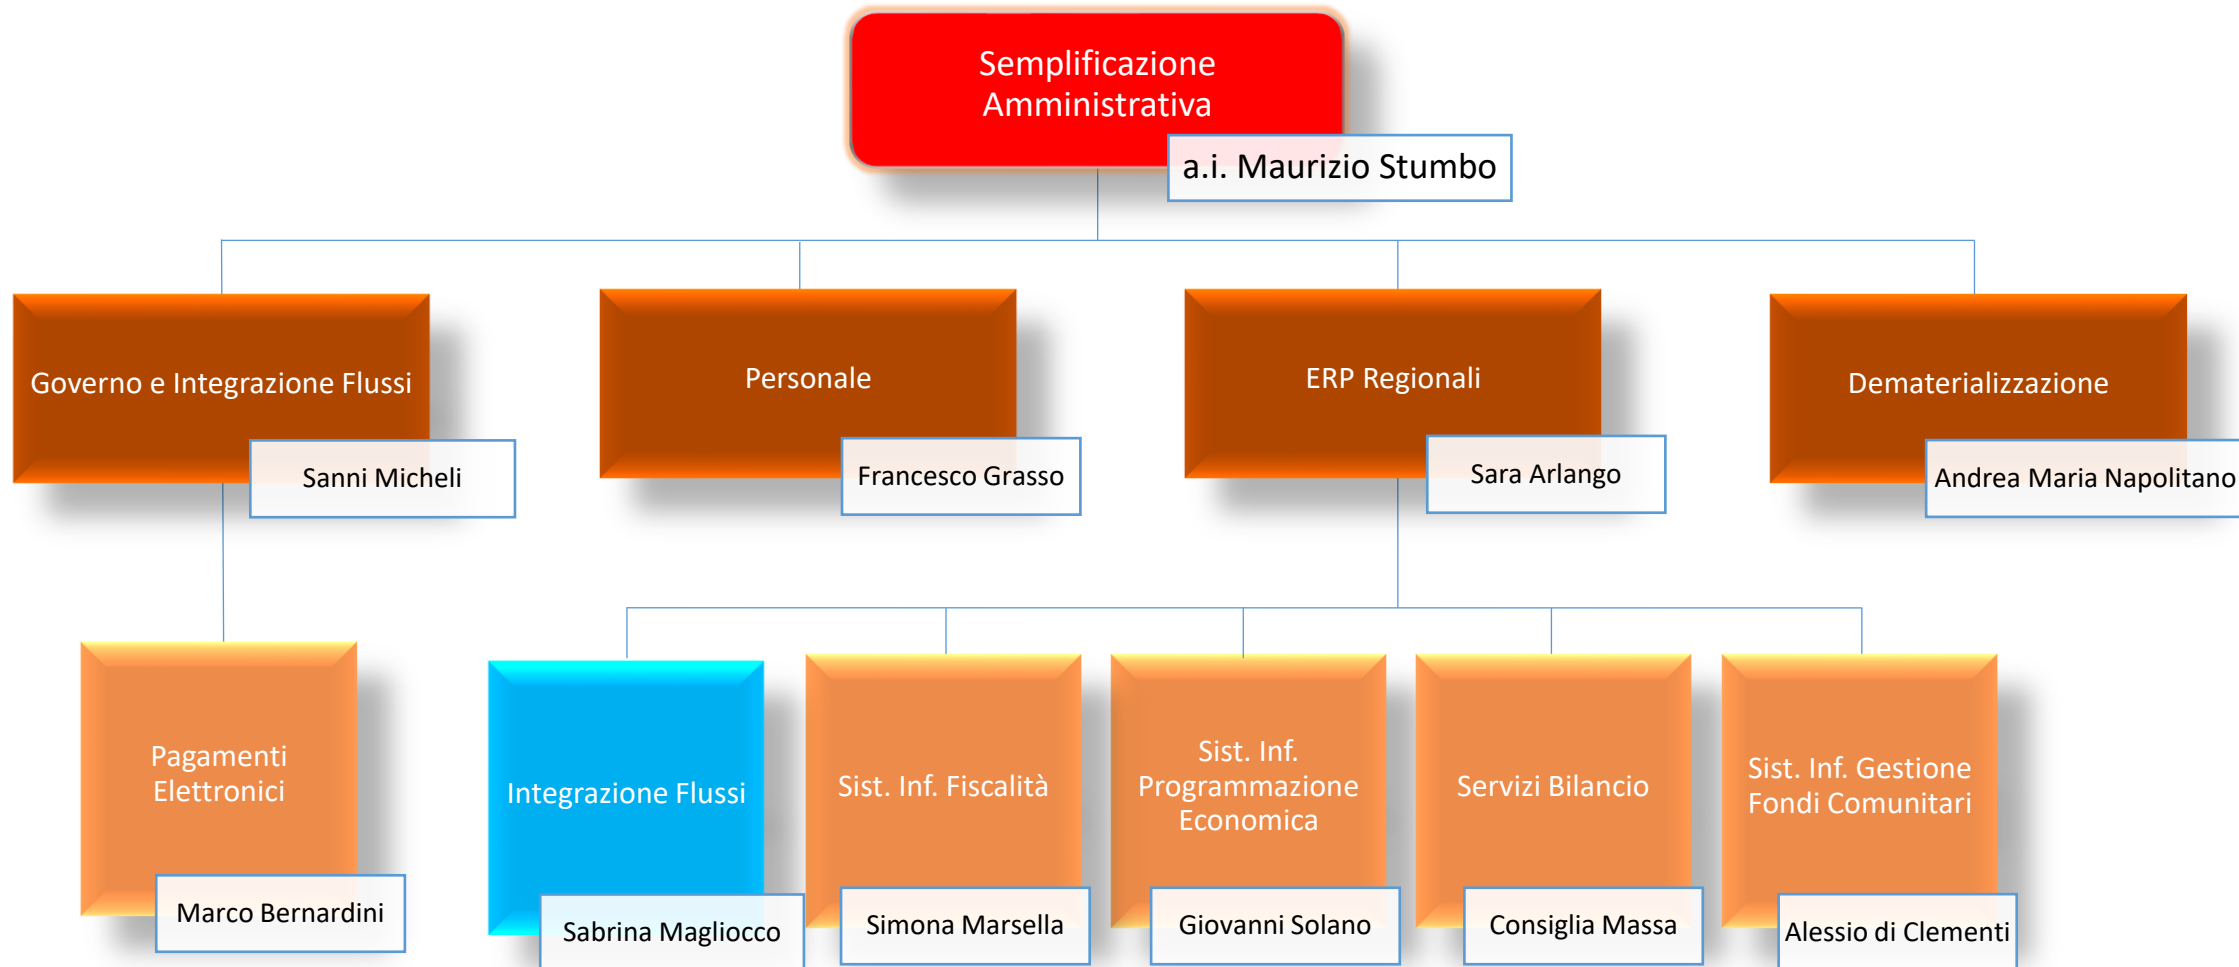 Semplificazione
Amministrativa
a.i. Maurizio Stumbo
Governo e Integrazione Flussi
Sanni Micheli
Personale
Francesco Grasso
ERP Regionali
Sara Arlango
Dematerializzazione
Andrea Maria Napolitano
Pagamenti
Elettronici
Marco Bernardini
Integrazione Flussi
Sabrina Magliocco
Sist. Inf. Fiscalità
Simona Marsella
Sist. Inf.
Programmazione
Economica
Giovanni Solano
Servizi Bilancio
Consiglia Massa
Sist. Inf. Gestione
Fondi Comunitari
Alessio di Clementi